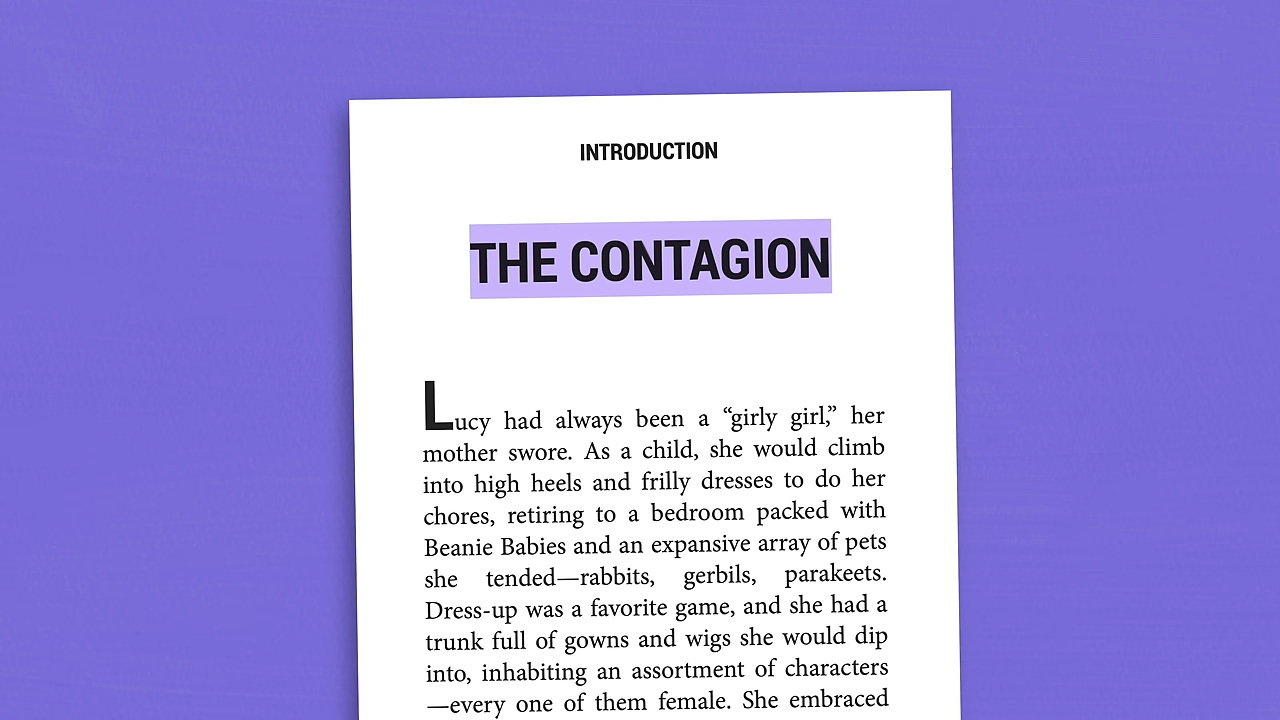 INTRODUCTION
THE CONTAGION
Lucy had always been a “girly girl,” her
mother swore. As a child, she would climb
into high heels and frilly dresses to do her
chores, retiring to a bedroom packed with
Beanie Babies and an expansive array of pets
she tended—rabbits, gerbils, parakeets.
Dress-up was a favorite game, and she had a
trunk full of gowns and wigs she would dip
into, inhabiting an assortment of characters
—every one of them female. She embraced